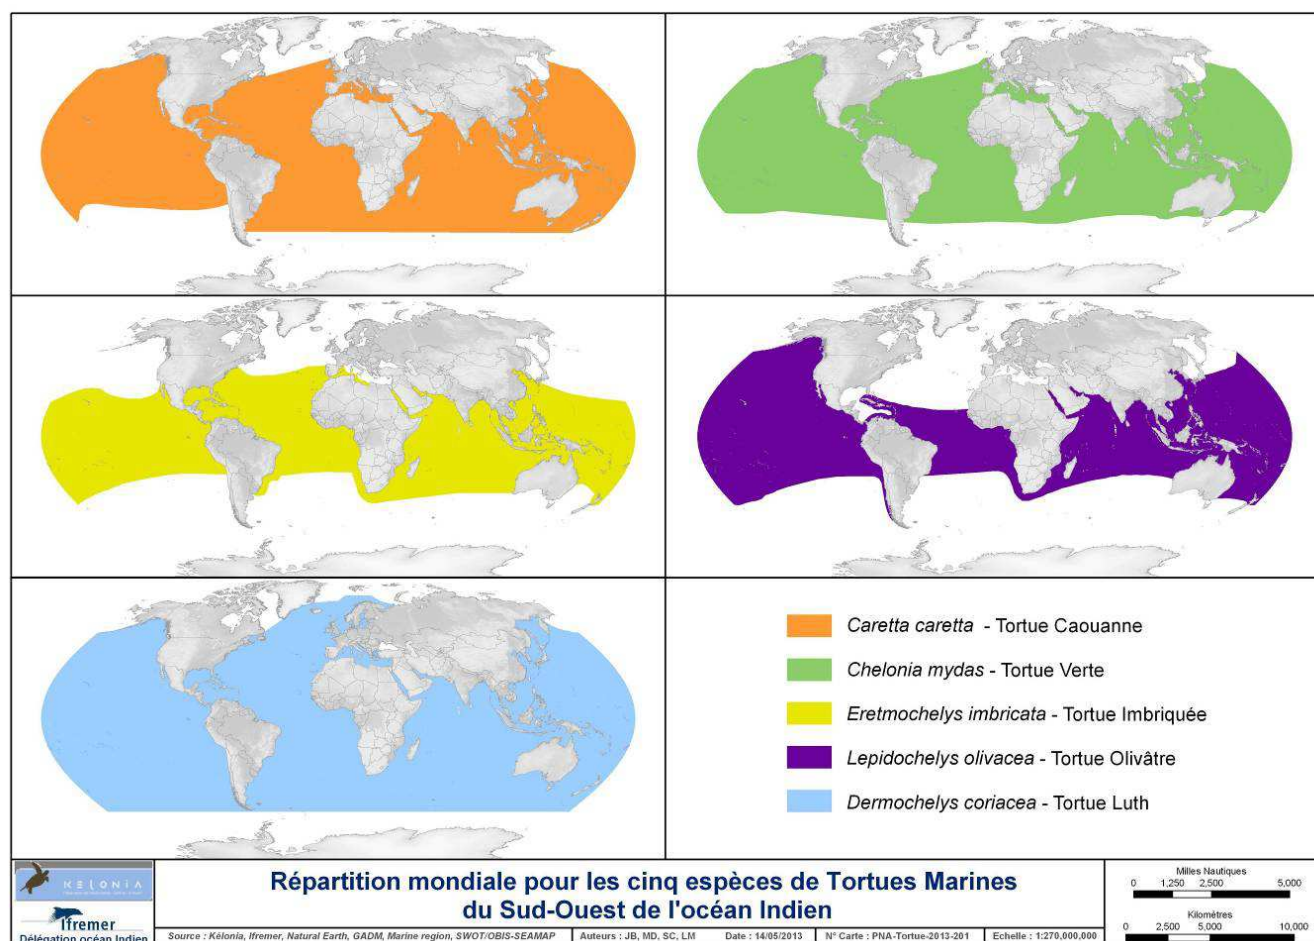 Caretta caretta - Tortue Caouanne
Chelonia mydas - Tortue Verte
Eretmochelys imbricata - Tortue Imbriquée
Lepidochelys olivacea - Tortue Olivâtre
Dermochelys coriacea - Tortue Luth
KELONIA
Ifremer
Délégation océan Indien
Répartition mondiale pour les cinq espèces de Tortues Marines
du Sud-Ouest de l'océan Indien
Source : Kélonia, Ifremer, Natural Earth, GADM, Marine region, SWOT/OBIS-SEAMAP
Auteurs : JB, MD, SC, LM
Date : 14/05/2013
N° Carte : PNA-Tortue-2013-201
Echelle : 1:270,000,000
Milles Nautiques
0 1,250 2,500 5,000
Kilomètres
0 2,500 5,000 10,000